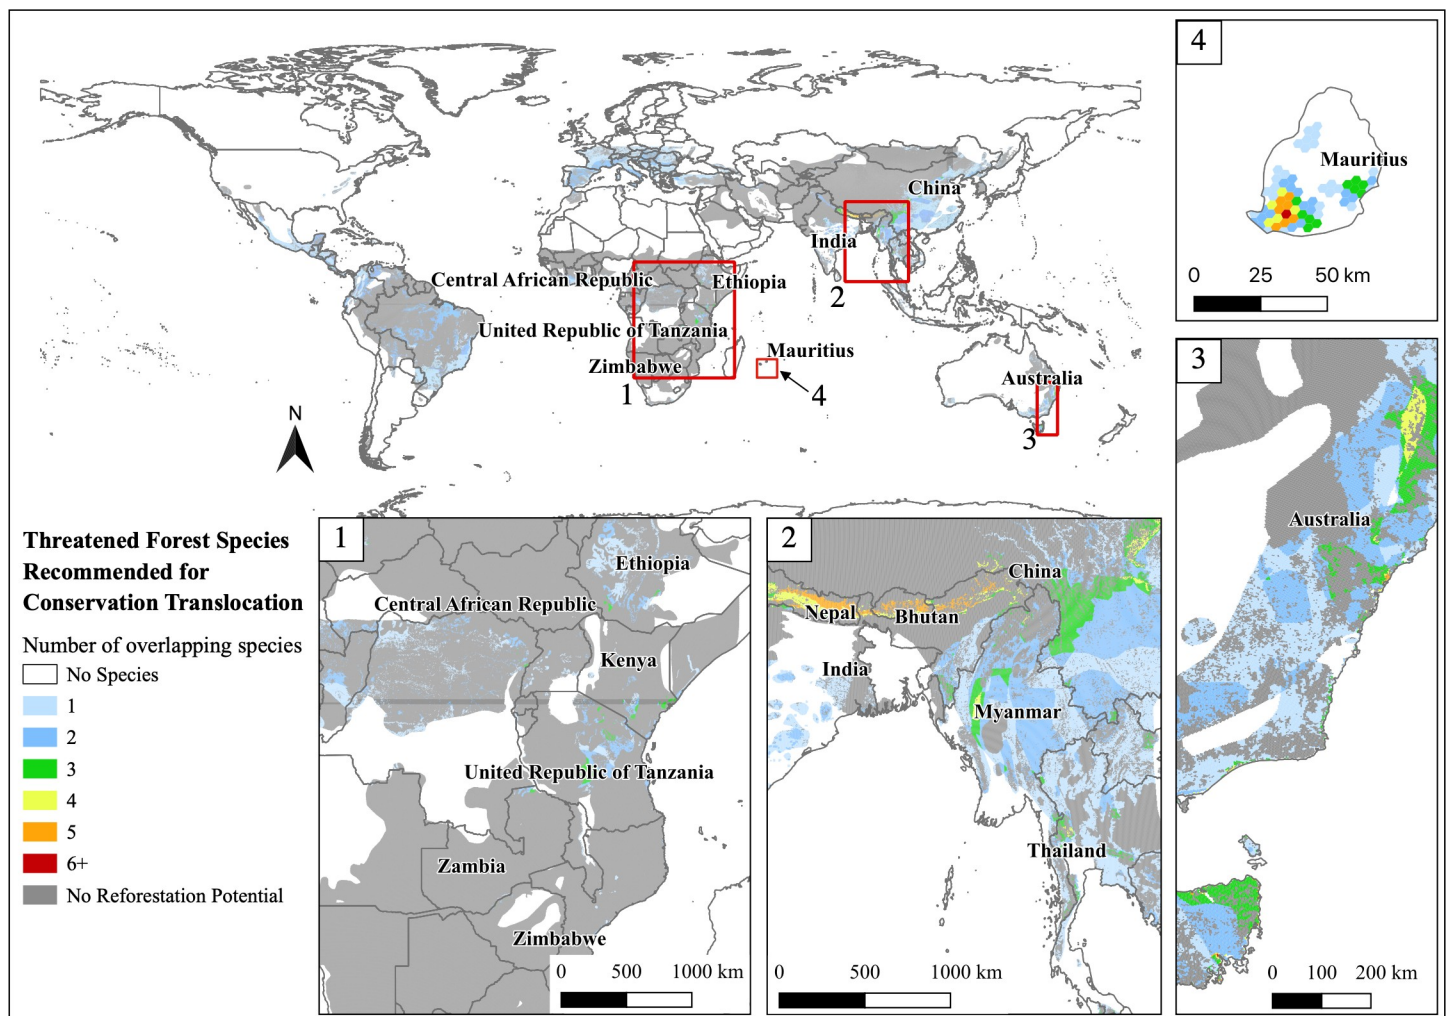 China
India
Central African Republic
Ethiopia
United Republic of Tanzania
Mauritius
Zimbabwe
Australia
1
2
3
4
N
4
Mauritius
0 25 50 km
Threatened Forest Species
Recommended for
Conservation Translocation
Number of overlapping species
No Species
1
2
3
4
5
6+
No Reforestation Potential
1
Ethiopia
Central African Republic
Kenya
United Republic of Tanzania
Zambia
Zimbabwe
0 500 1000 km
2
China
Nepal
Bhutan
India
Myanmar
Thailand
0 500 1000 km
3
Australia
0 100 200 km